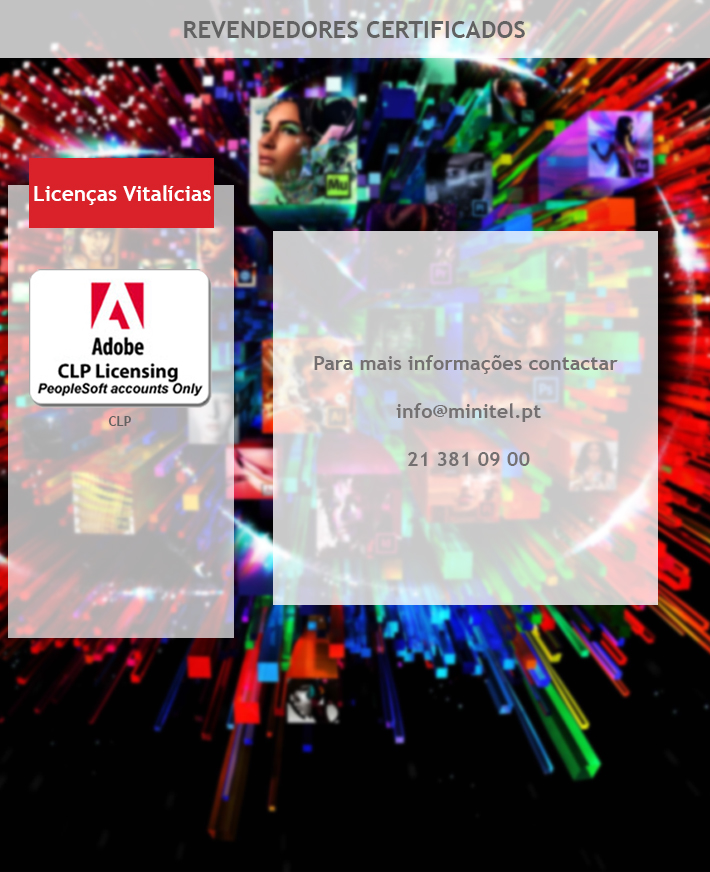 REVENDEDORES CERTIFICADOS
Mu
Licenças Vitalícias
Adobe
CLP Licensing
PeopleSoft accounts Only
CLP
Para mais informações contactar
info@minitel.pt
21 381 09 00